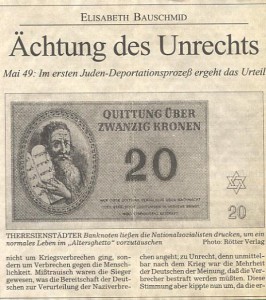 ELISABETH BAUSCHMID
Ächtung des Unrechts
Mai 49: Im ersten Juden-Deportationsprozeß ergeht das Urteil
QUITTUNG ÜBER
ZWANZIG KRONEN
20
20
THERESIENSTÄDTER Banknoten ließen die Nationalsozialisten drucken, um ein
normales Leben im „Altersghetto“ vorzutäuschen
Photo: Rötter Verlag
nicht um Kriegsverbrechen ging, son-
dern um Verbrechen gegen die Mensch-
lichkeit. Mißtrauisch waren die Sieger
gewesen, was die Bereitschaft der Deut-
schen zur Verurteilung der Naziverbre-
chen angeht; zu Recht, denn unmittel-
bar nach dem Krieg war die Mehrheit
der Deutschen der Meinung, daß die Ver-
brecher bestraft werden müßten. Diese
Stimmung aber kippte nun um, da die er-